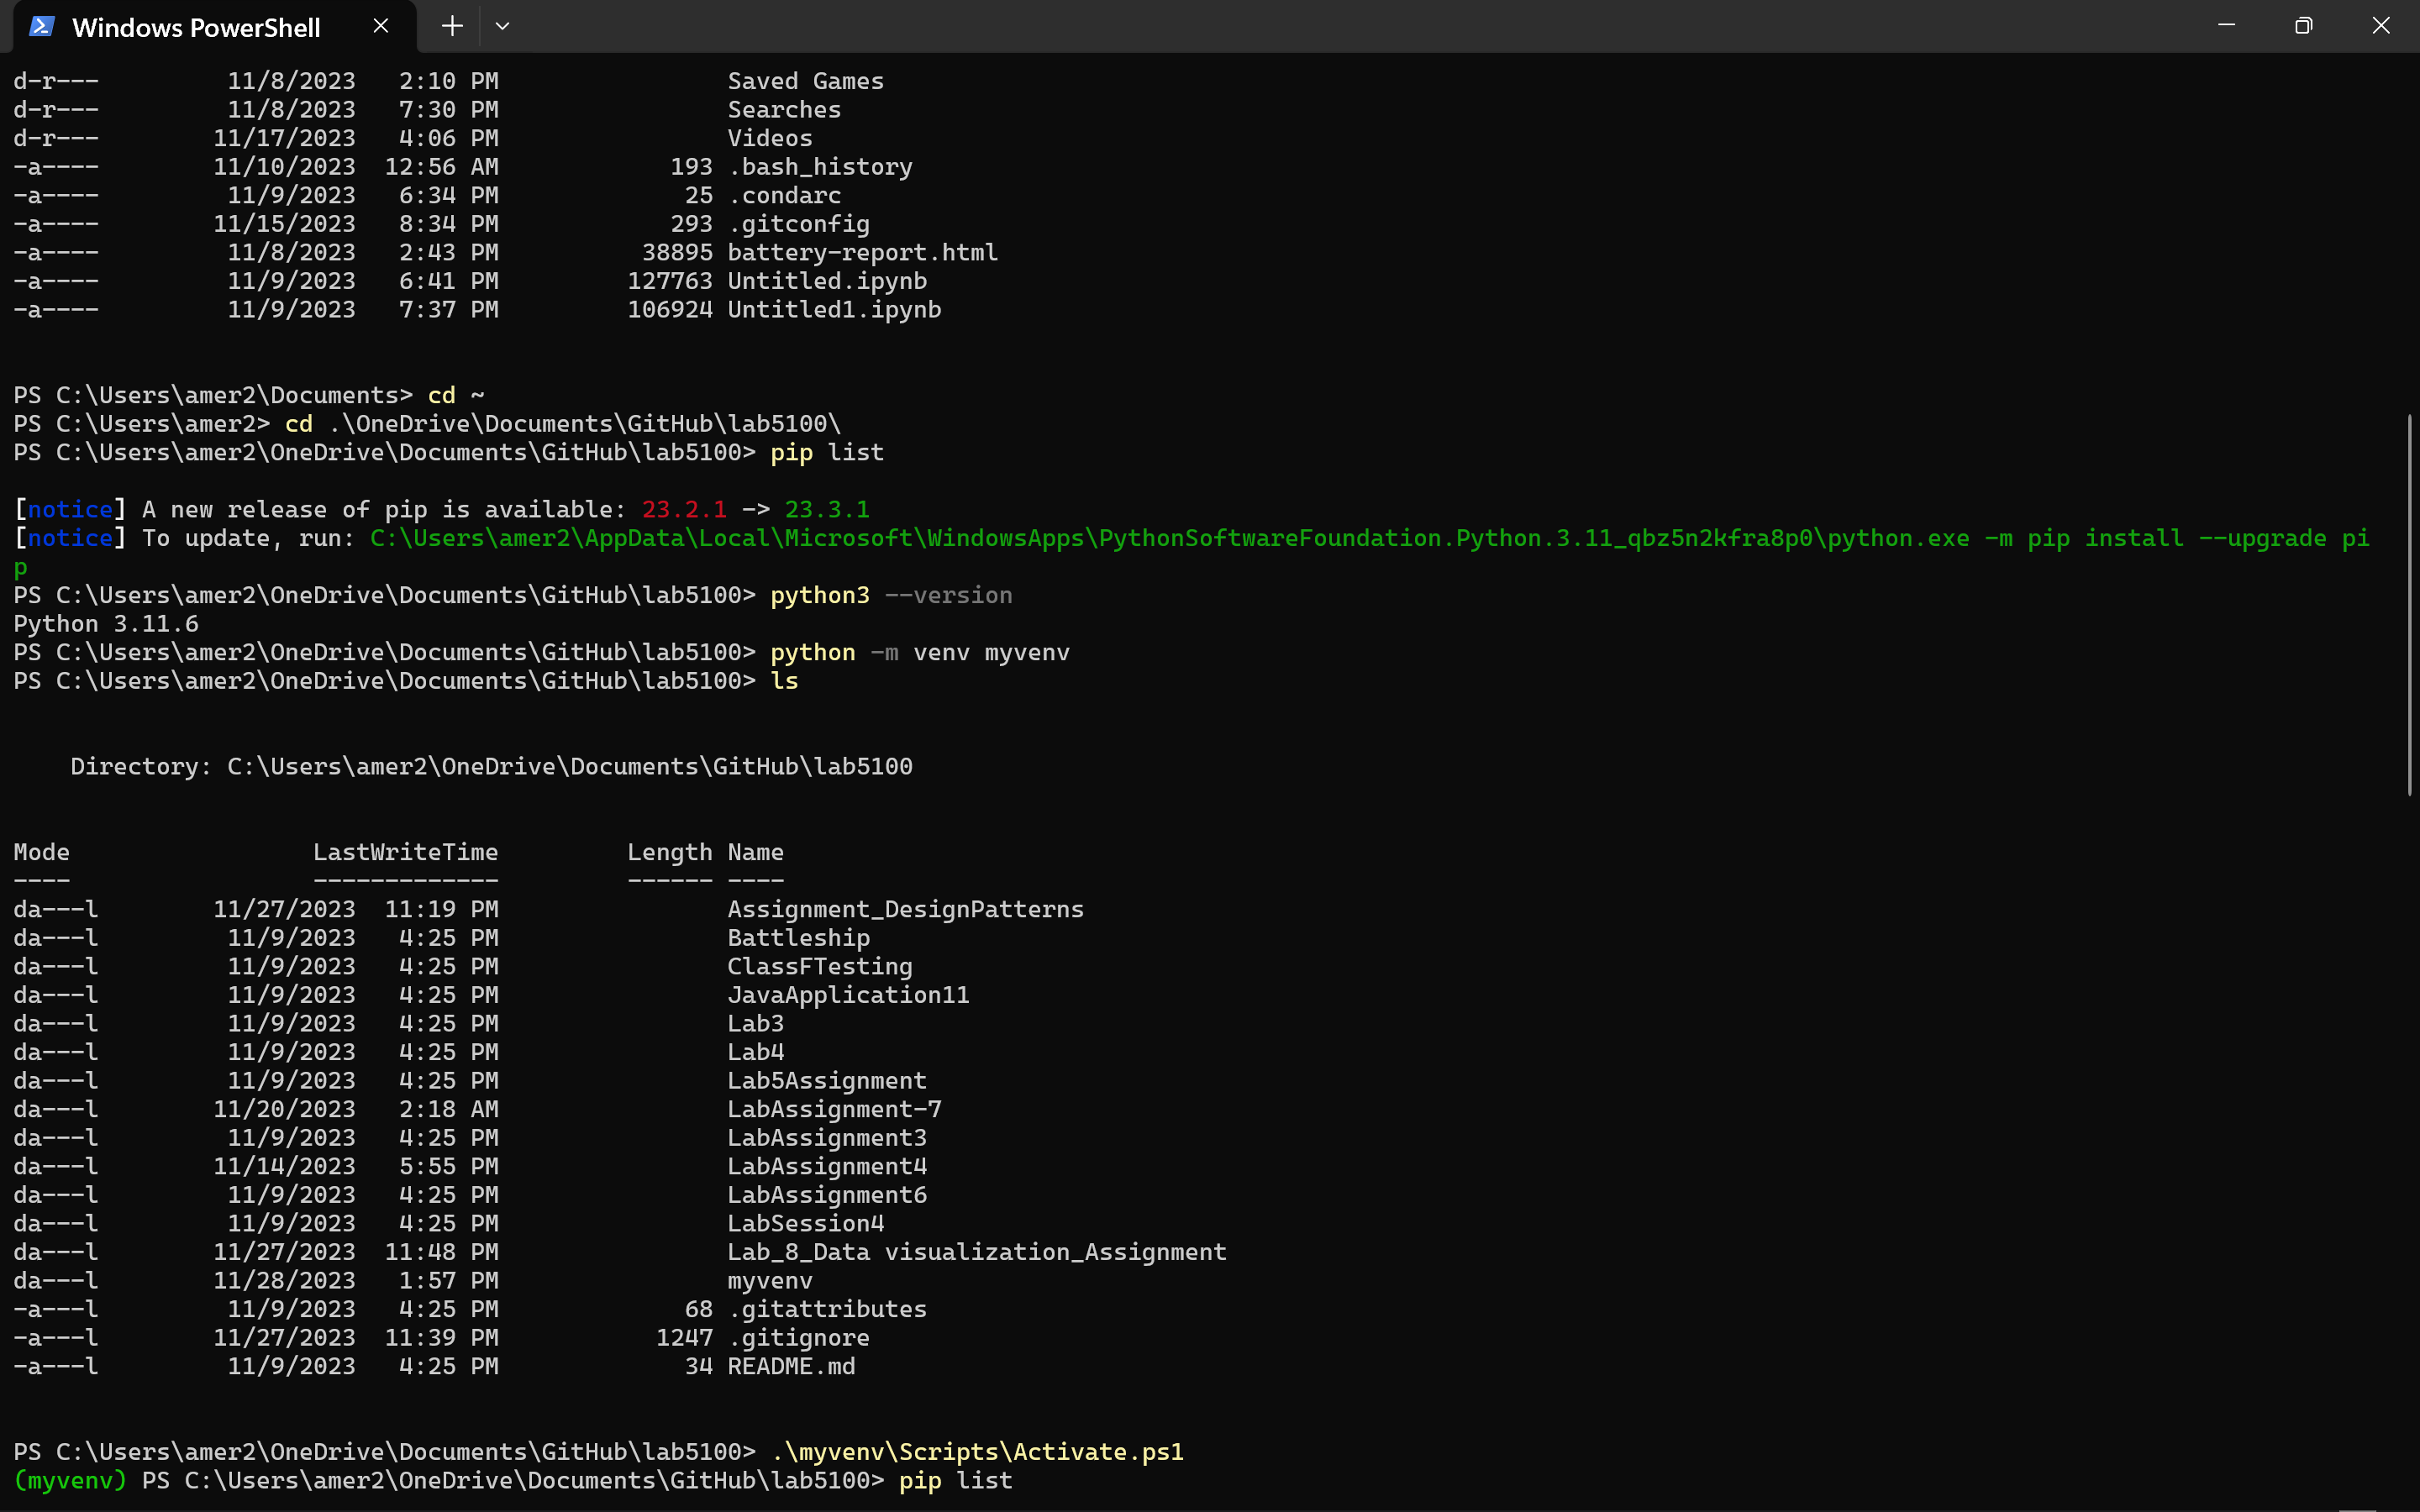 Windows PowerShell
d-r---         11/8/2023   2:10 PM                Saved Games
d-r---         11/8/2023   7:30 PM                Searches
d-r---        11/17/2023   4:06 PM                Videos
-a----        11/10/2023  12:56 AM            193 .bash_history
-a----         11/9/2023   6:34 PM             25 .condarc
-a----        11/15/2023   8:34 PM            293 .gitconfig
-a----         11/8/2023   2:43 PM          38895 battery-report.html
-a----         11/9/2023   6:41 PM         127763 Untitled.ipynb
-a----         11/9/2023   7:37 PM         106924 Untitled1.ipynb
PS C:\Users\amer2\Documents> cd ~
PS C:\Users\amer2> cd .\OneDrive\Documents\GitHub\lab5100\
PS C:\Users\amer2\OneDrive\Documents\GitHub\lab5100> pip list
[notice] A new release of pip is available: 23.2.1 -> 23.3.1
[notice] To update, run: C:\Users\amer2\AppData\Local\Microsoft\WindowsApps\PythonSoftwareFoundation.Python.3.11_qbz5n2kfra8p0\python.exe -m pip install --upgrade pi
p
PS C:\Users\amer2\OneDrive\Documents\GitHub\lab5100> python3 --version
Python 3.11.6
PS C:\Users\amer2\OneDrive\Documents\GitHub\lab5100> python -m venv myvenv
PS C:\Users\amer2\OneDrive\Documents\GitHub\lab5100> ls
    Directory: C:\Users\amer2\OneDrive\Documents\GitHub\lab5100
Mode                 LastWriteTime         Length Name
----                 -------------         ------ ----
da---l        11/27/2023  11:19 PM                Assignment_DesignPatterns
da---l         11/9/2023   4:25 PM                Battleship
da---l         11/9/2023   4:25 PM                ClassFTesting
da---l         11/9/2023   4:25 PM                JavaApplication11
da---l         11/9/2023   4:25 PM                Lab3
da---l         11/9/2023   4:25 PM                Lab4
da---l         11/9/2023   4:25 PM                Lab5Assignment
da---l        11/20/2023   2:18 AM                LabAssignment-7
da---l         11/9/2023   4:25 PM                LabAssignment3
da---l        11/14/2023   5:55 PM                LabAssignment4
da---l         11/9/2023   4:25 PM                LabAssignment6
da---l         11/9/2023   4:25 PM                LabSession4
da---l        11/27/2023  11:48 PM                Lab_8_Data visualization_Assignment
da---l        11/28/2023   1:57 PM                myvenv
-a---l         11/9/2023   4:25 PM             68 .gitattributes
-a---l        11/27/2023  11:39 PM           1247 .gitignore
-a---l         11/9/2023   4:25 PM             34 README.md
PS C:\Users\amer2\OneDrive\Documents\GitHub\lab5100> .\myvenv\Scripts\Activate.ps1
(myvenv) PS C:\Users\amer2\OneDrive\Documents\GitHub\lab5100> pip list